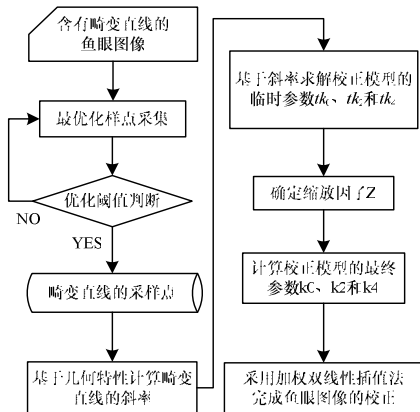 含有畸变直线的
鱼眼图像
最优化样点采集
优化阈值判断
NO
YES
畸变直线的采样点
基于几何特性计算畸变
直线的斜率
基于斜率求解校正模型的
临时参数tk₀、tk₂和tk₄
确定缩放因子Z
计算校正模型的最终
参数k0、k2和k4
采用加权双线性插值法
完成鱼眼图像的校正